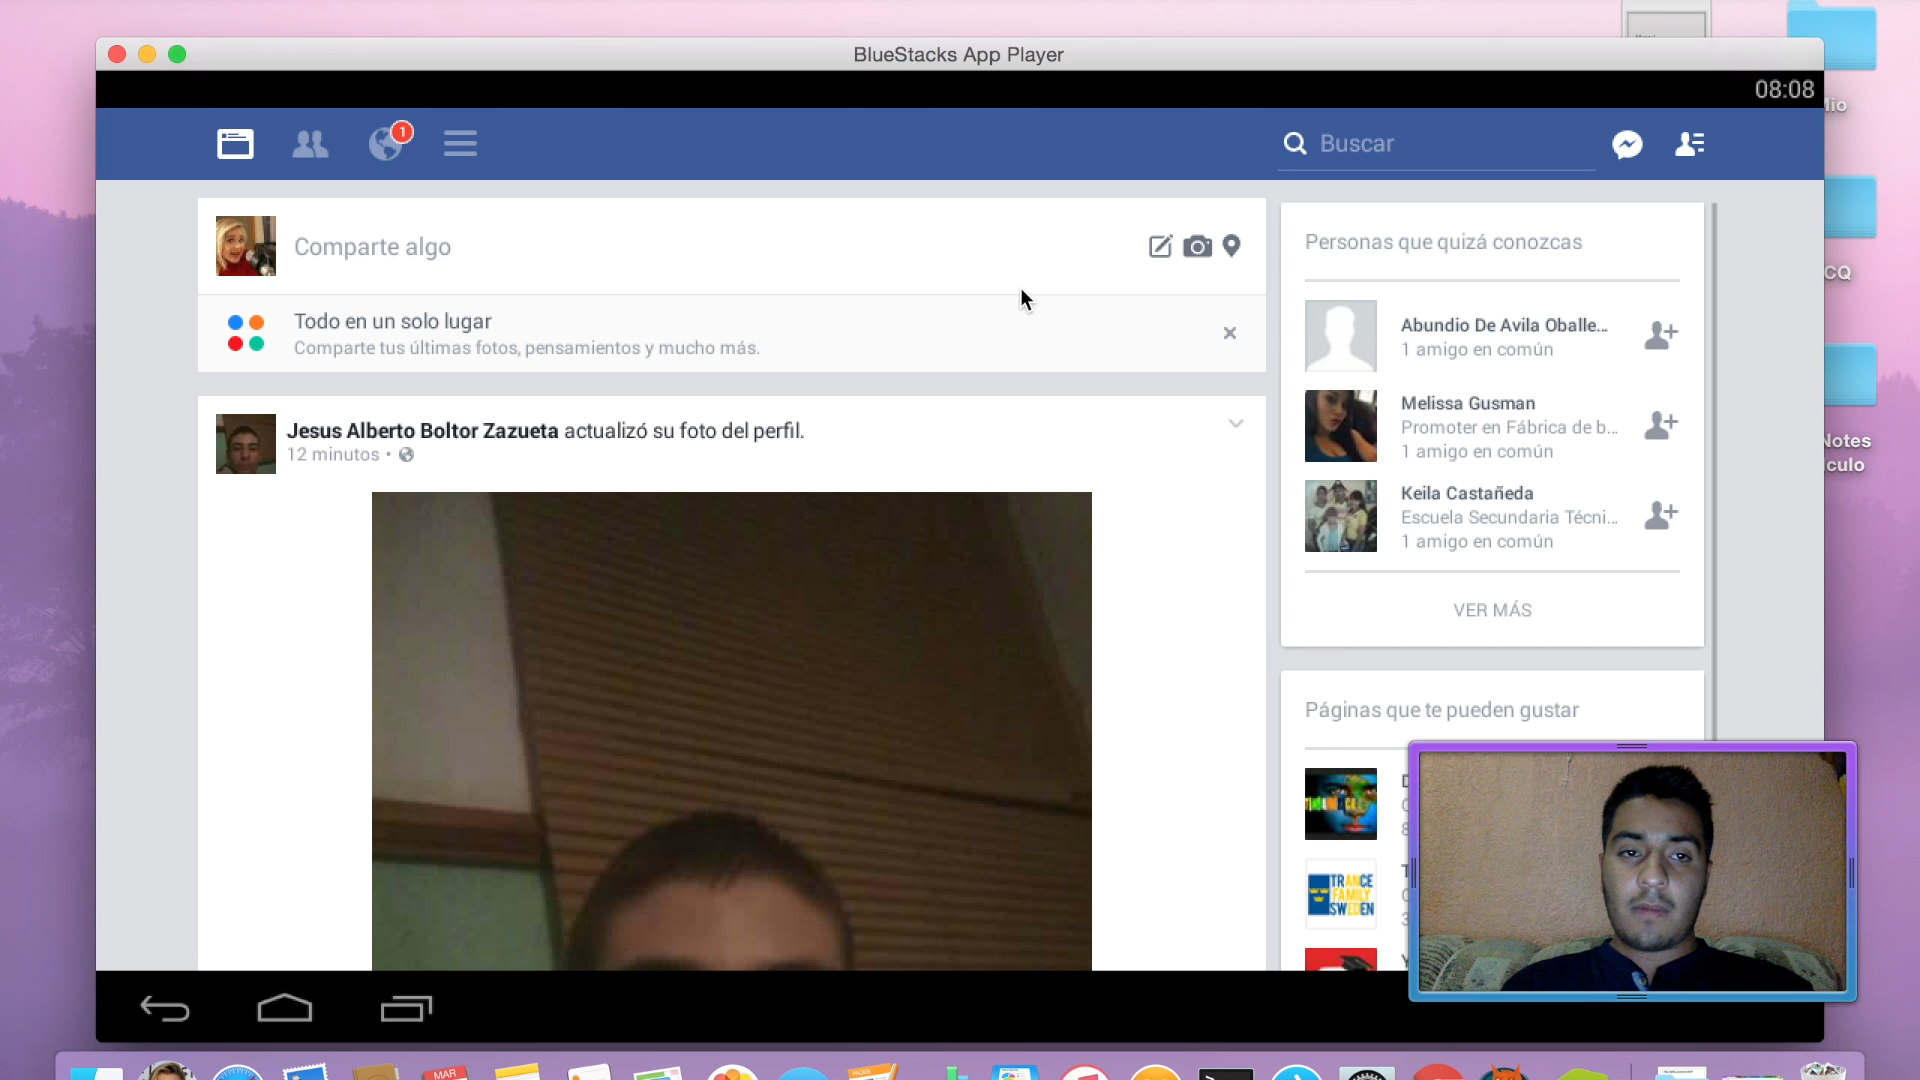 BlueStacks App Player
08:08
1
Buscar
Comparte algo
Todo en un solo lugar
Comparte tus últimas fotos, pensamientos y mucho más.
Jesus Alberto Boltor Zazueta actualizó su foto del perfil.
12 minutos •
Personas que quizá conozcas
Abundio De Avila Oballe...
1 amigo en común
Melissa Gusman
Promoter en Fábrica de b...
1 amigo en común
Keila Castañeda
Escuela Secundaria Técni...
1 amigo en común
VER MÁS
Páginas que te pueden gustar
TRANCE
FAMILY
SWEDEN
CQ
Notes
MAR
PAGES